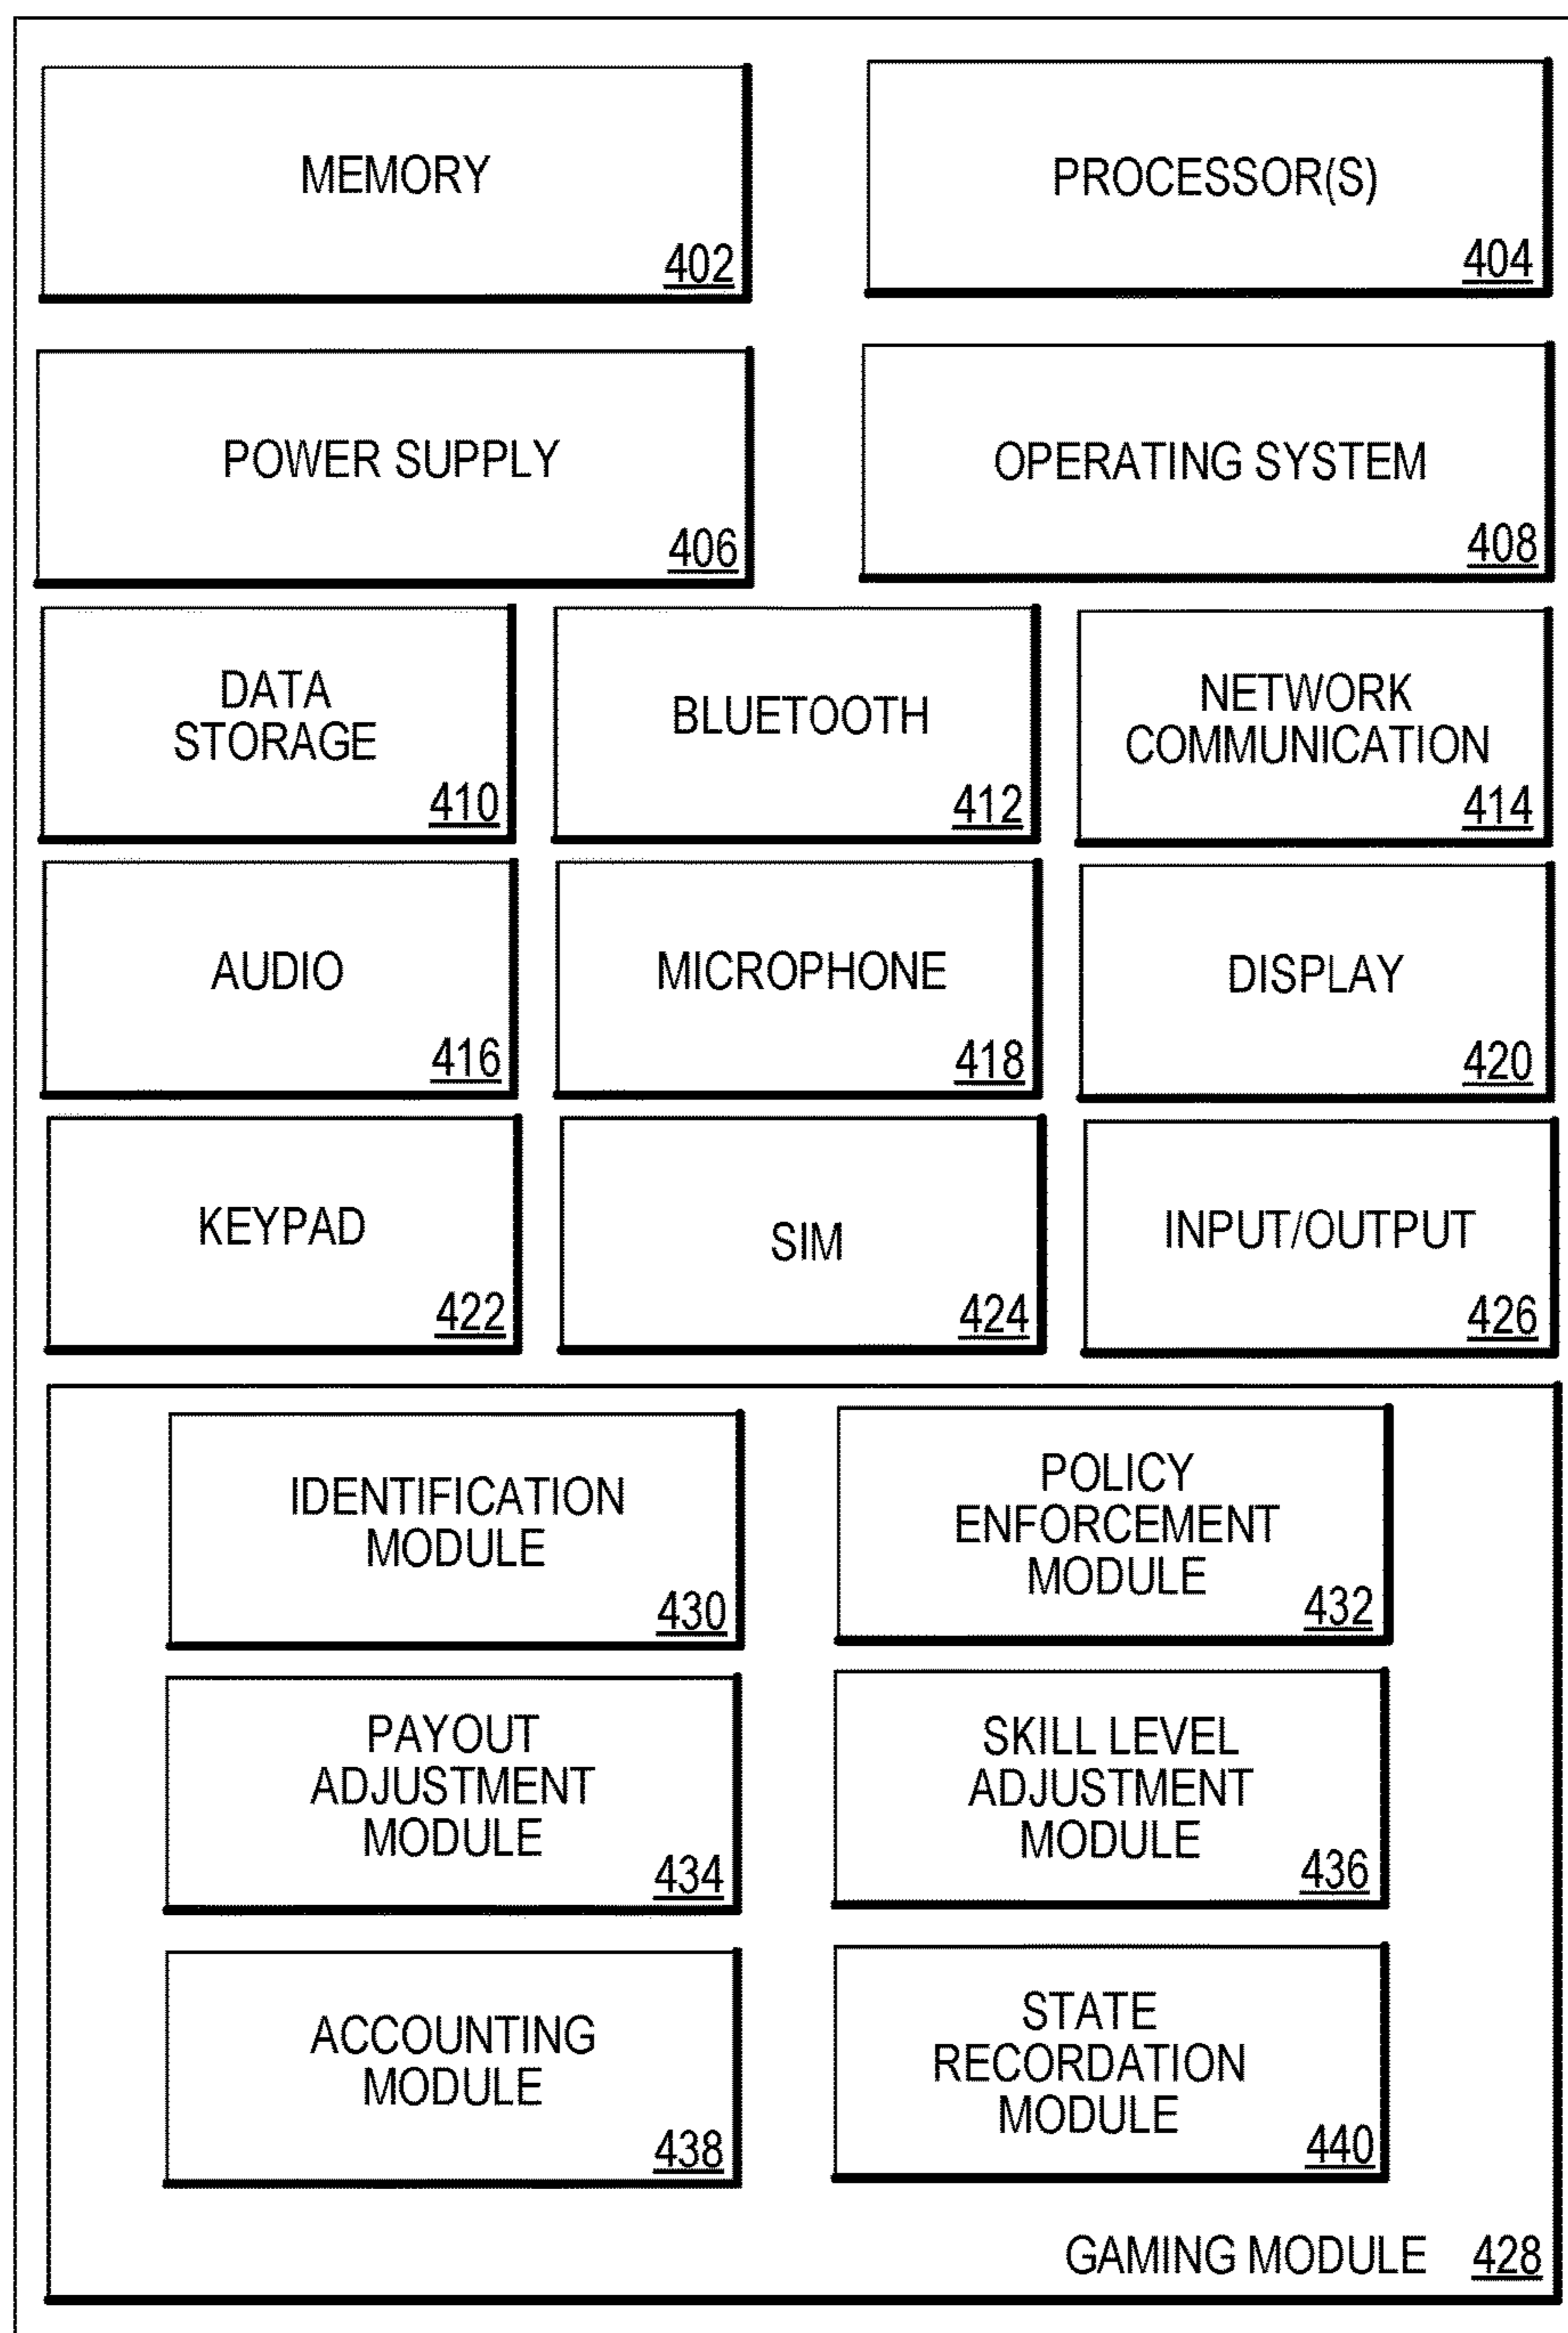 MEMORY
402
PROCESSOR(S)
404
POWER SUPPLY
406
OPERATING SYSTEM
408
DATA
STORAGE
410
BLUETOOTH
412
NETWORK
COMMUNICATION
414
AUDIO
416
MICROPHONE
418
DISPLAY
420
KEYPAD
422
SIM
424
INPUT/OUTPUT
426
IDENTIFICATION
MODULE
430
POLICY
ENFORCEMENT
MODULE
432
PAYOUT
ADJUSTMENT
MODULE
434
SKILL LEVEL
ADJUSTMENT
MODULE
436
ACCOUNTING
MODULE
438
STATE
RECORDATION
MODULE
440
GAMING MODULE 428